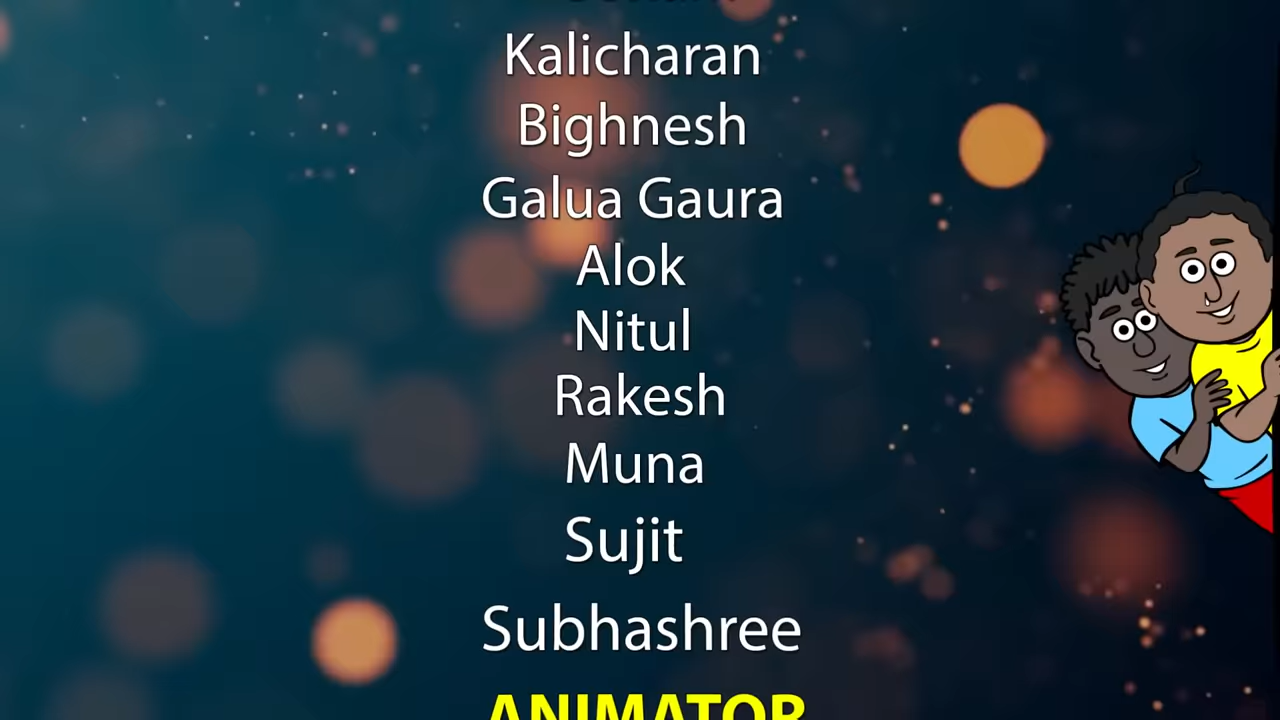 Kalicharan
Bighnesh
Galua Gaura
Alok
Nitul
Rakesh
Muna
Sujit
Subhashree
ANIMATOR